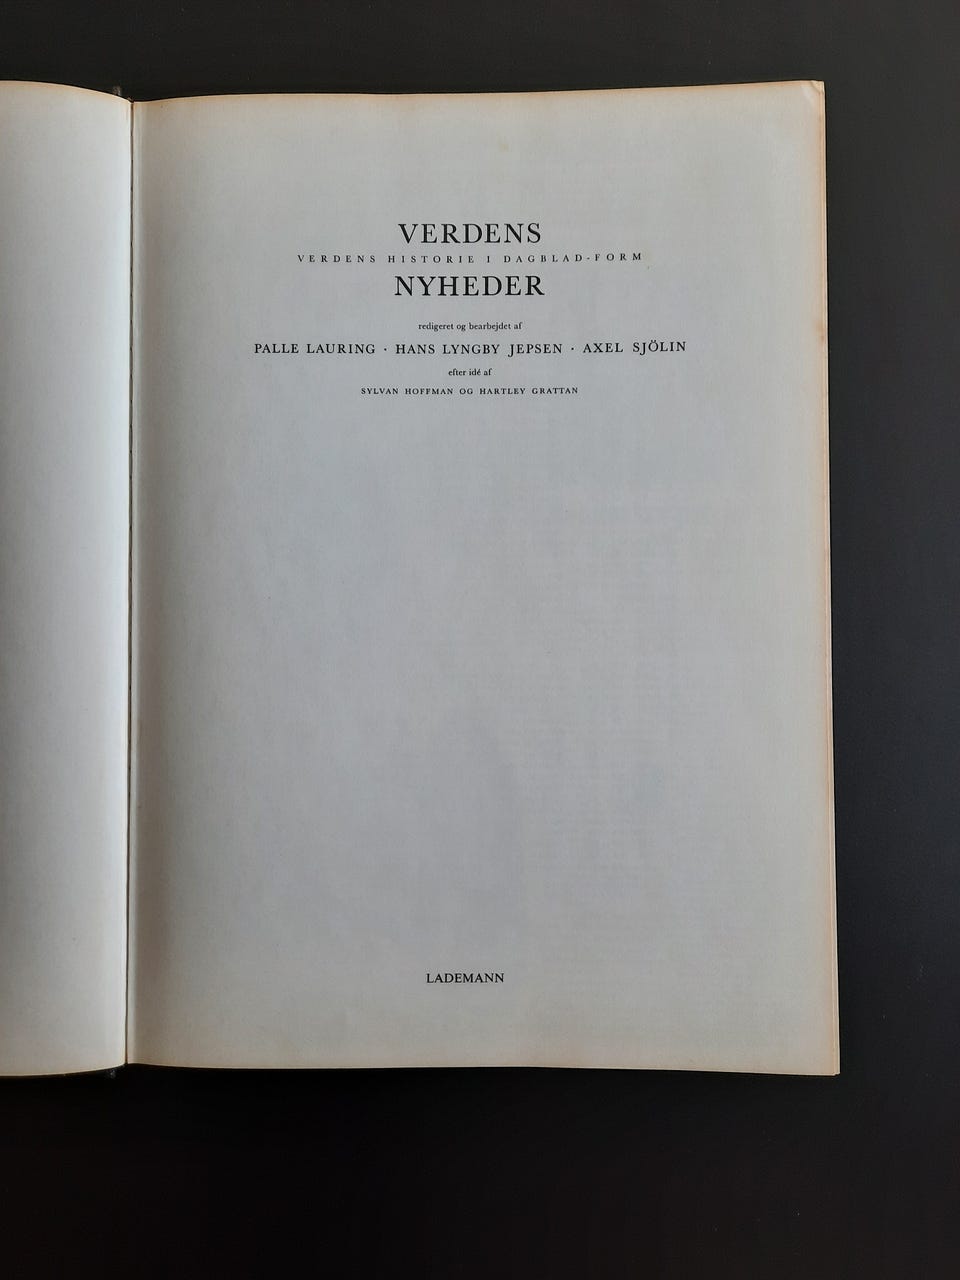 VERDENS
VERDENS HISTORIE I DAGBLAD-FORM
NYHEDER
redigeret og bearbejdet af
PALLE LAURING · HANS LYNGBY JEPSEN · AXEL SJÖLIN
efter idé af
SYLVAN HOFFMAN OG HARTLEY GRATTAN
LADEMANN